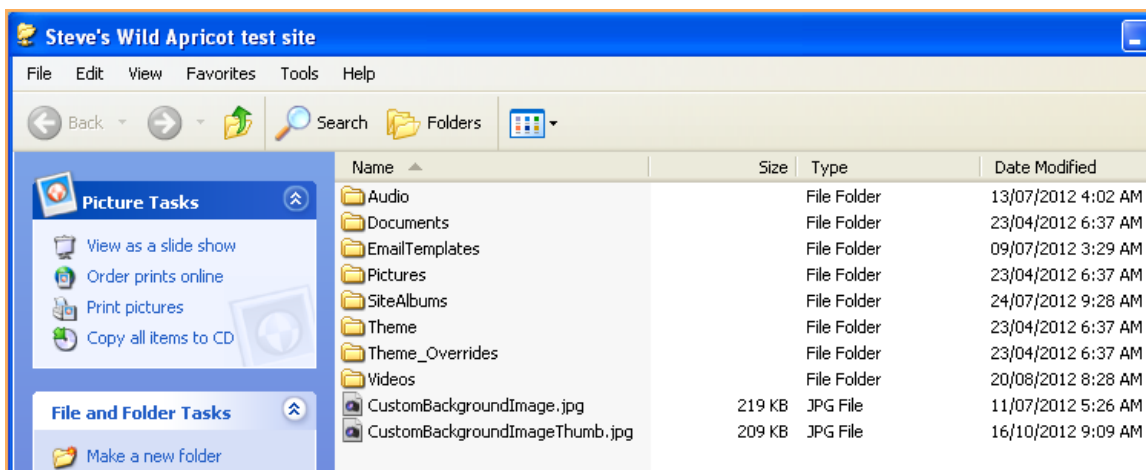 Steve's Wild Apricot test site
File Edit View Favorites Tools Help
Back Search Folders
Name Size Type Date Modified
Picture Tasks
View as a slide show
Order prints online
Print pictures
Copy all items to CD
File and Folder Tasks
Make a new folder
Audio File Folder 13/07/2012 4:02 AM
Documents File Folder 23/04/2012 6:37 AM
EmailTemplates File Folder 09/07/2012 3:29 AM
Pictures File Folder 23/04/2012 6:37 AM
SiteAlbums File Folder 24/07/2012 9:28 AM
Theme File Folder 23/04/2012 6:37 AM
Theme_Overrides File Folder 23/04/2012 6:37 AM
Videos File Folder 20/08/2012 8:28 AM
CustomBackgroundImage.jpg 219 KB JPG File 11/07/2012 5:26 AM
CustomBackgroundImageThumb.jpg 209 KB JPG File 16/10/2012 9:09 AM